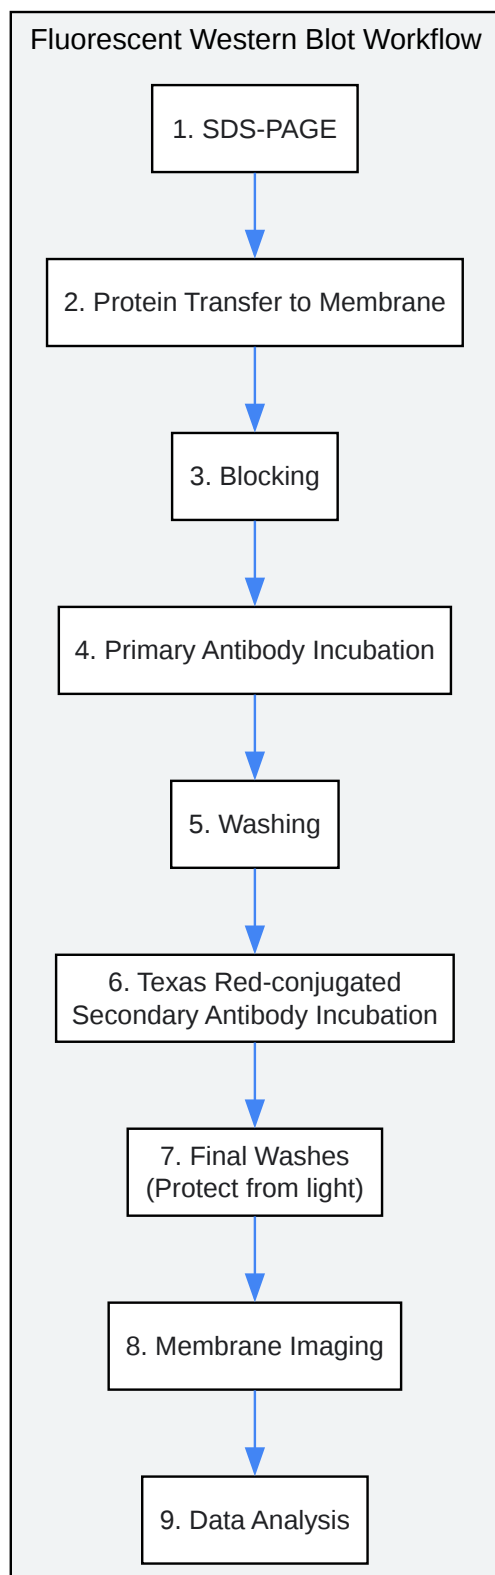 Fluorescent Western Blot Workflow
1. SDS-PAGE
2. Protein Transfer to Membrane
3. Blocking
4. Primary Antibody Incubation
5. Washing
6. Texas Red-conjugated
Secondary Antibody Incubation
7. Final Washes
(Protect from light)
8. Membrane Imaging
9. Data Analysis